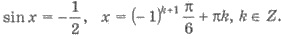 sin x = −1/2, x = (−1)^{k+1} π/6 + πk, k ∈ Z.